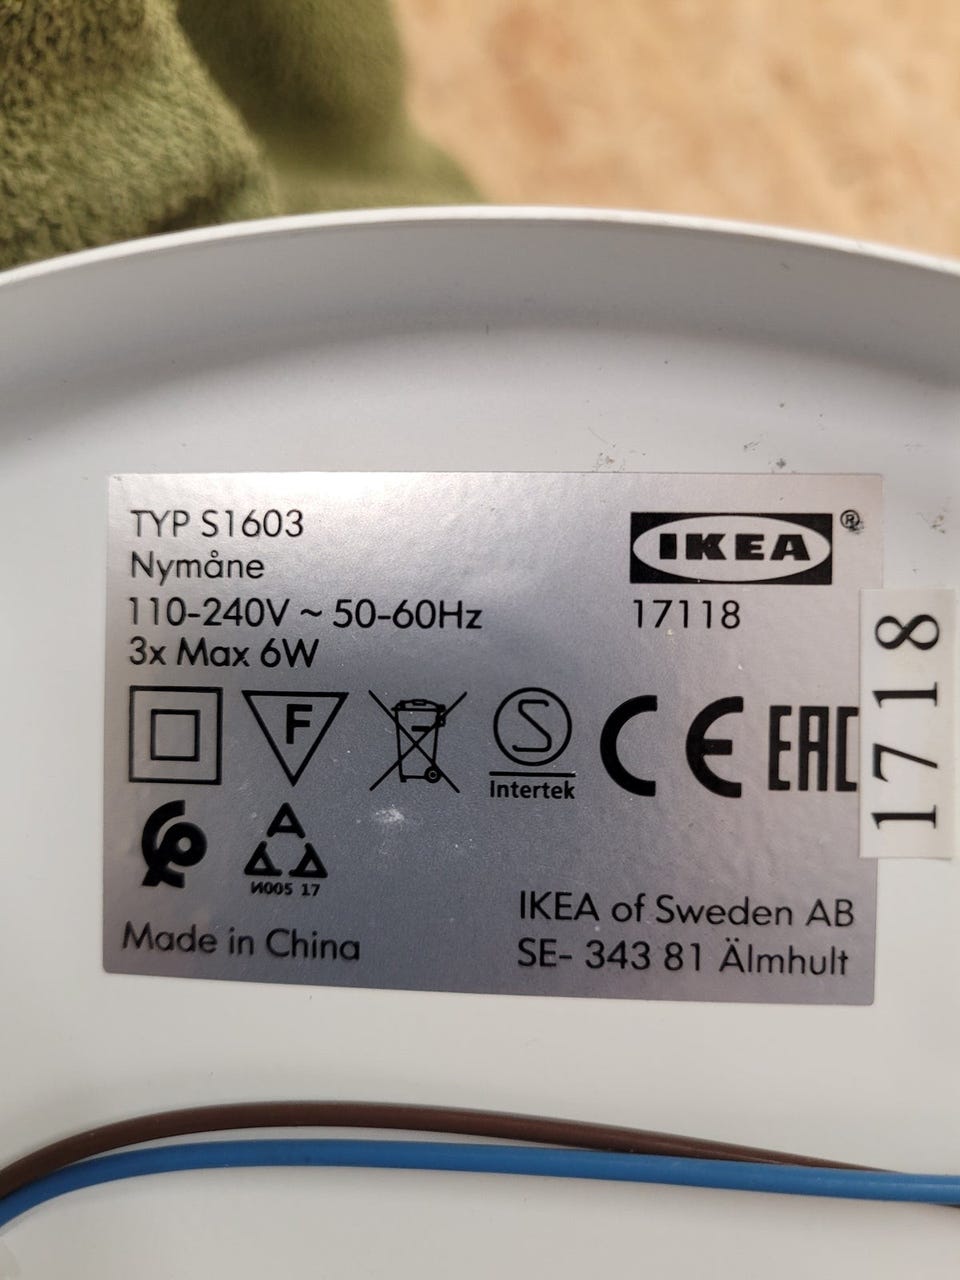 TYP S1603
Nymåne
110-240V ~ 50-60Hz
3x Max 6W
IKEA®
17118
F
S
Intertek
CE
EAC
И005 17
Made in China
IKEA of Sweden AB
SE- 343 81 Älmhult
1718